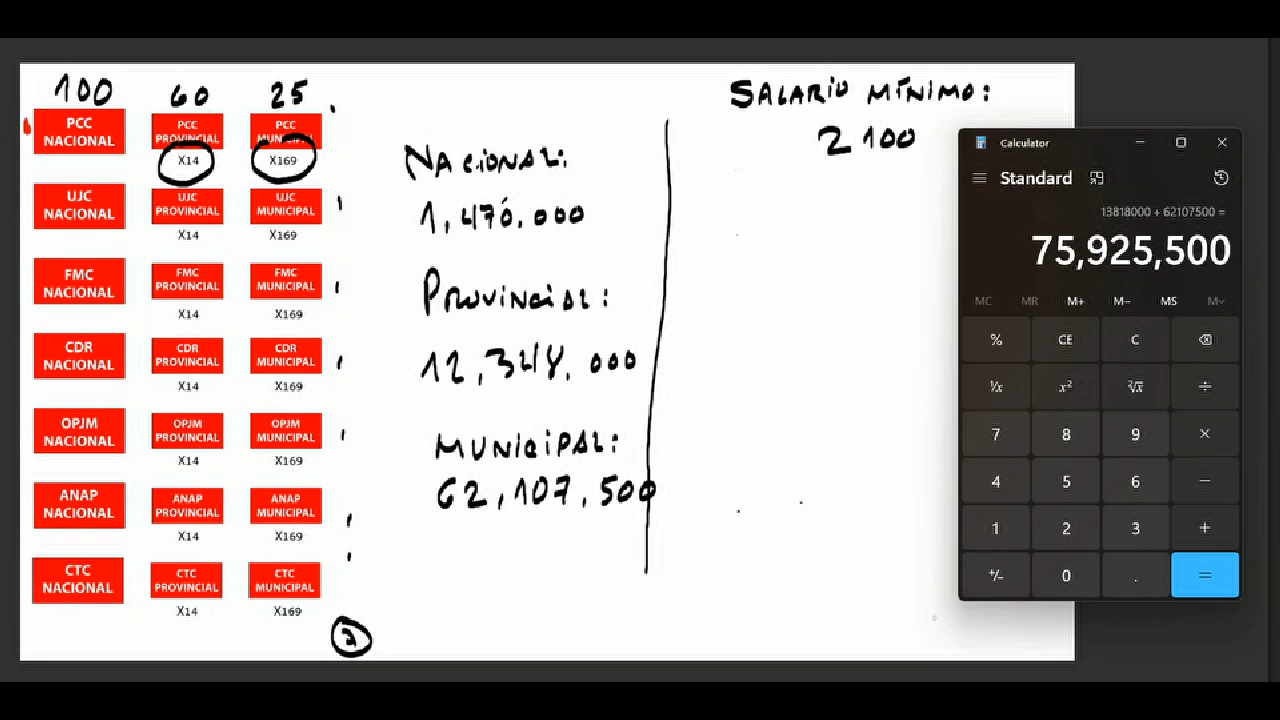 100 60 25
PCC
NACIONAL
PCC
PROVINCIAL
X14
PCC
MUNICIPAL
X169
UJC
NACIONAL
UJC
PROVINCIAL
X14
UJC
MUNICIPAL
X169
FMC
NACIONAL
FMC
PROVINCIAL
X14
FMC
MUNICIPAL
X169
CDR
NACIONAL
CDR
PROVINCIAL
X14
CDR
MUNICIPAL
X169
OPJM
NACIONAL
OPJM
PROVINCIAL
X14
OPJM
MUNICIPAL
X169
ANAP
NACIONAL
ANAP
PROVINCIAL
X14
ANAP
MUNICIPAL
X169
CTC
NACIONAL
CTC
PROVINCIAL
X14
CTC
MUNICIPAL
X169
7
NACIONAL:
1,470,000
PROVINCIAL:
12,348,000
MUNICIPAL:
62,107,500
SALARIO MÍNIMO:
2100
Calculator
Standard
13818000 + 62107500 =
75,925,500
MC MR M+ M− MS M˅
% CE C
¹/x x² ²√x ÷
7 8 9 ×
4 5 6 −
1 2 3 +
+/− 0 . =